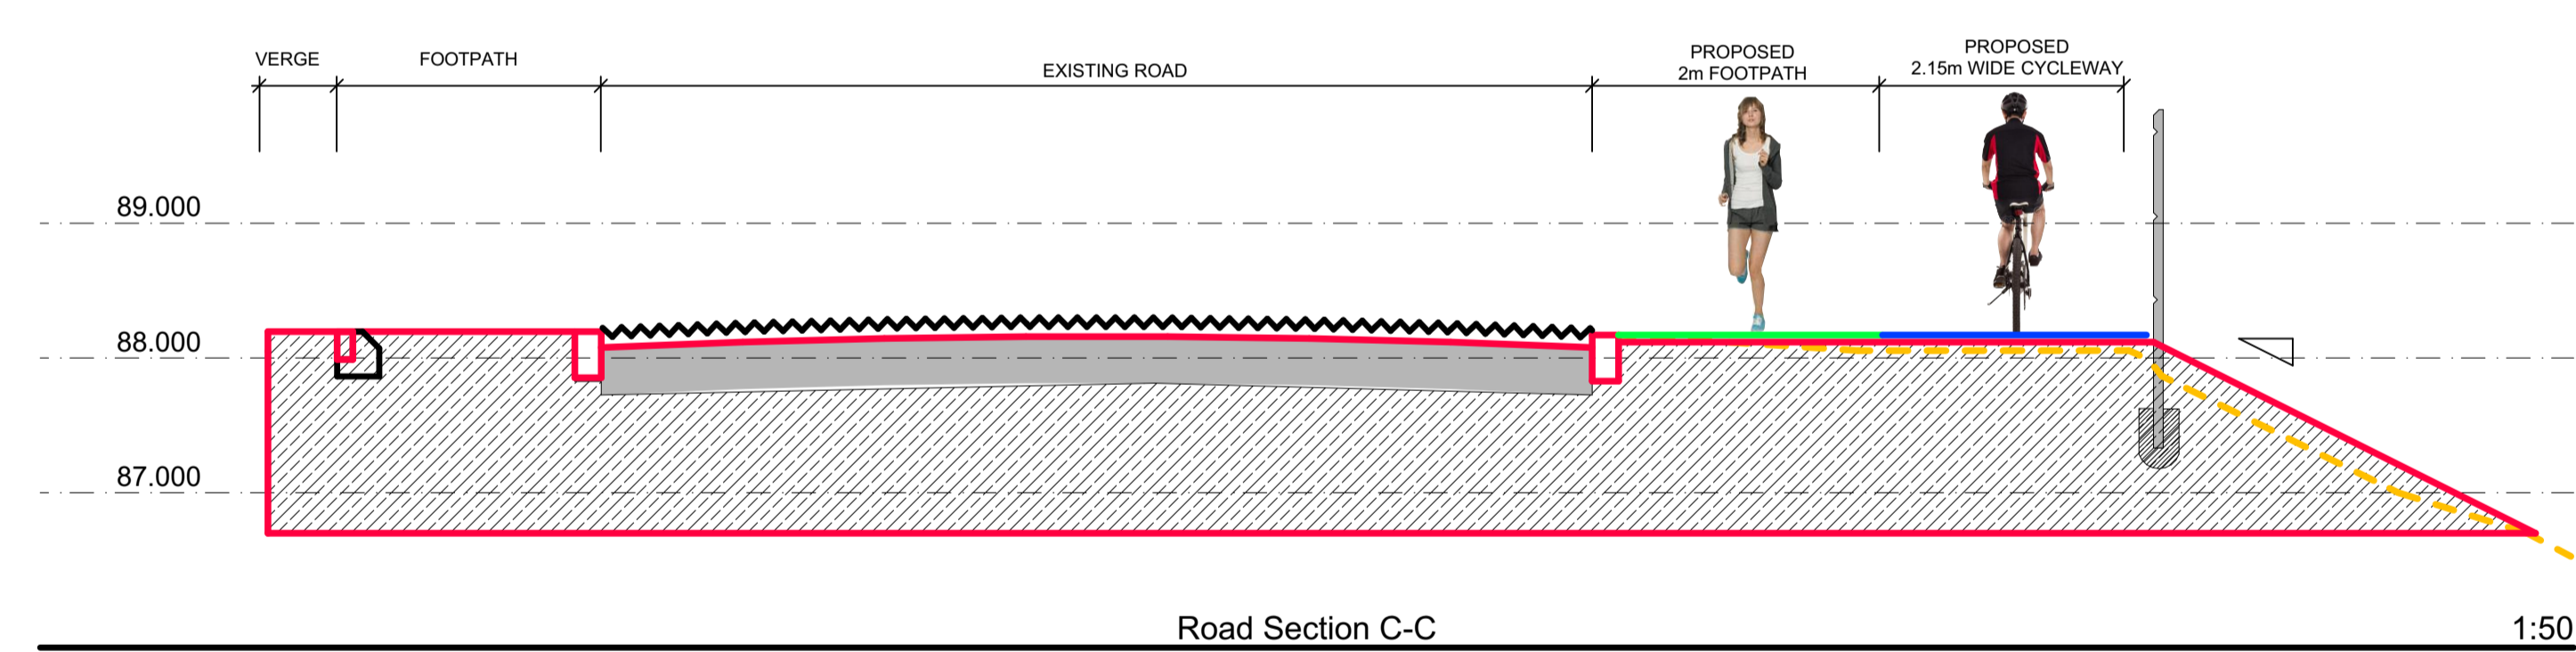 VERGE
FOOTPATH
EXISTING ROAD
PROPOSED
2m FOOTPATH
PROPOSED
2.15m WIDE CYCLEWAY
89.000
88.000
87.000
Road Section C-C
1:50